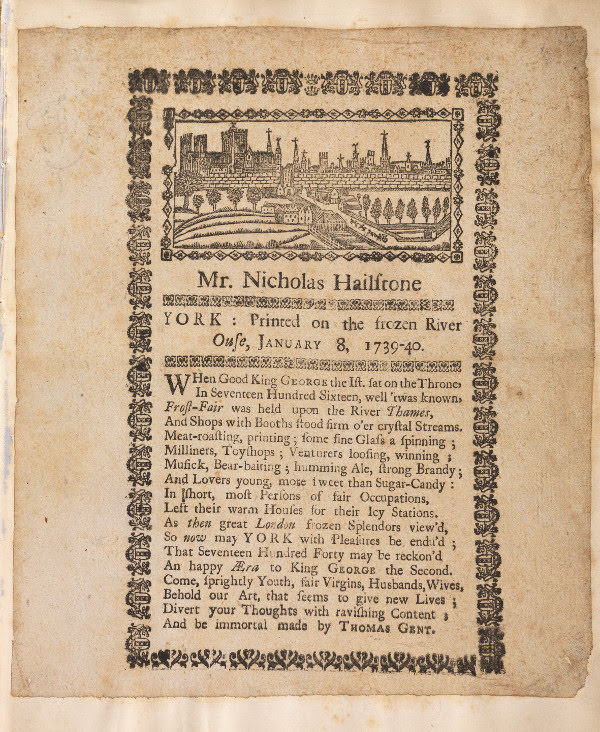 Mr. Nicholas Hailſtone
YORK : Printed on the frozen River
Ouſe, JANUARY 8, 1739-40.
WHen Good King GEORGE the Iſt. ſat on the Throne,
In Seventeen Hundred Sixteen, well 'twas known,
Froſt-Fair was held upon the River Thames,
And Shops with Booths ſtood firm o'er cryſtal Streams.
Meat-roaſting, printing ; ſome fine Glaſs a ſpinning ;
Milliners, Toyſhops ; Venturers looſing, winning ;
Muſick, Bear-baiting ; humming Ale, ſtrong Brandy ;
And Lovers young, more ſweet than Sugar-Candy :
In ſhort, moſt Perſons of fair Occupations,
Left their warm Houſes for their Icy Stations.
As then great London frozen Splendors view'd,
So now may YORK with Pleaſures be endu'd ;
That Seventeen Hundred Forty may be reckon'd
An happy Æra to King GEORGE the Second.
Come, ſprightly Youth, fair Virgins, Husbands, Wives,
Behold our Art, that ſeems to give new Lives ;
Divert your Thoughts with raviſhing Content ;
And be immortal made by THOMAS GENT.